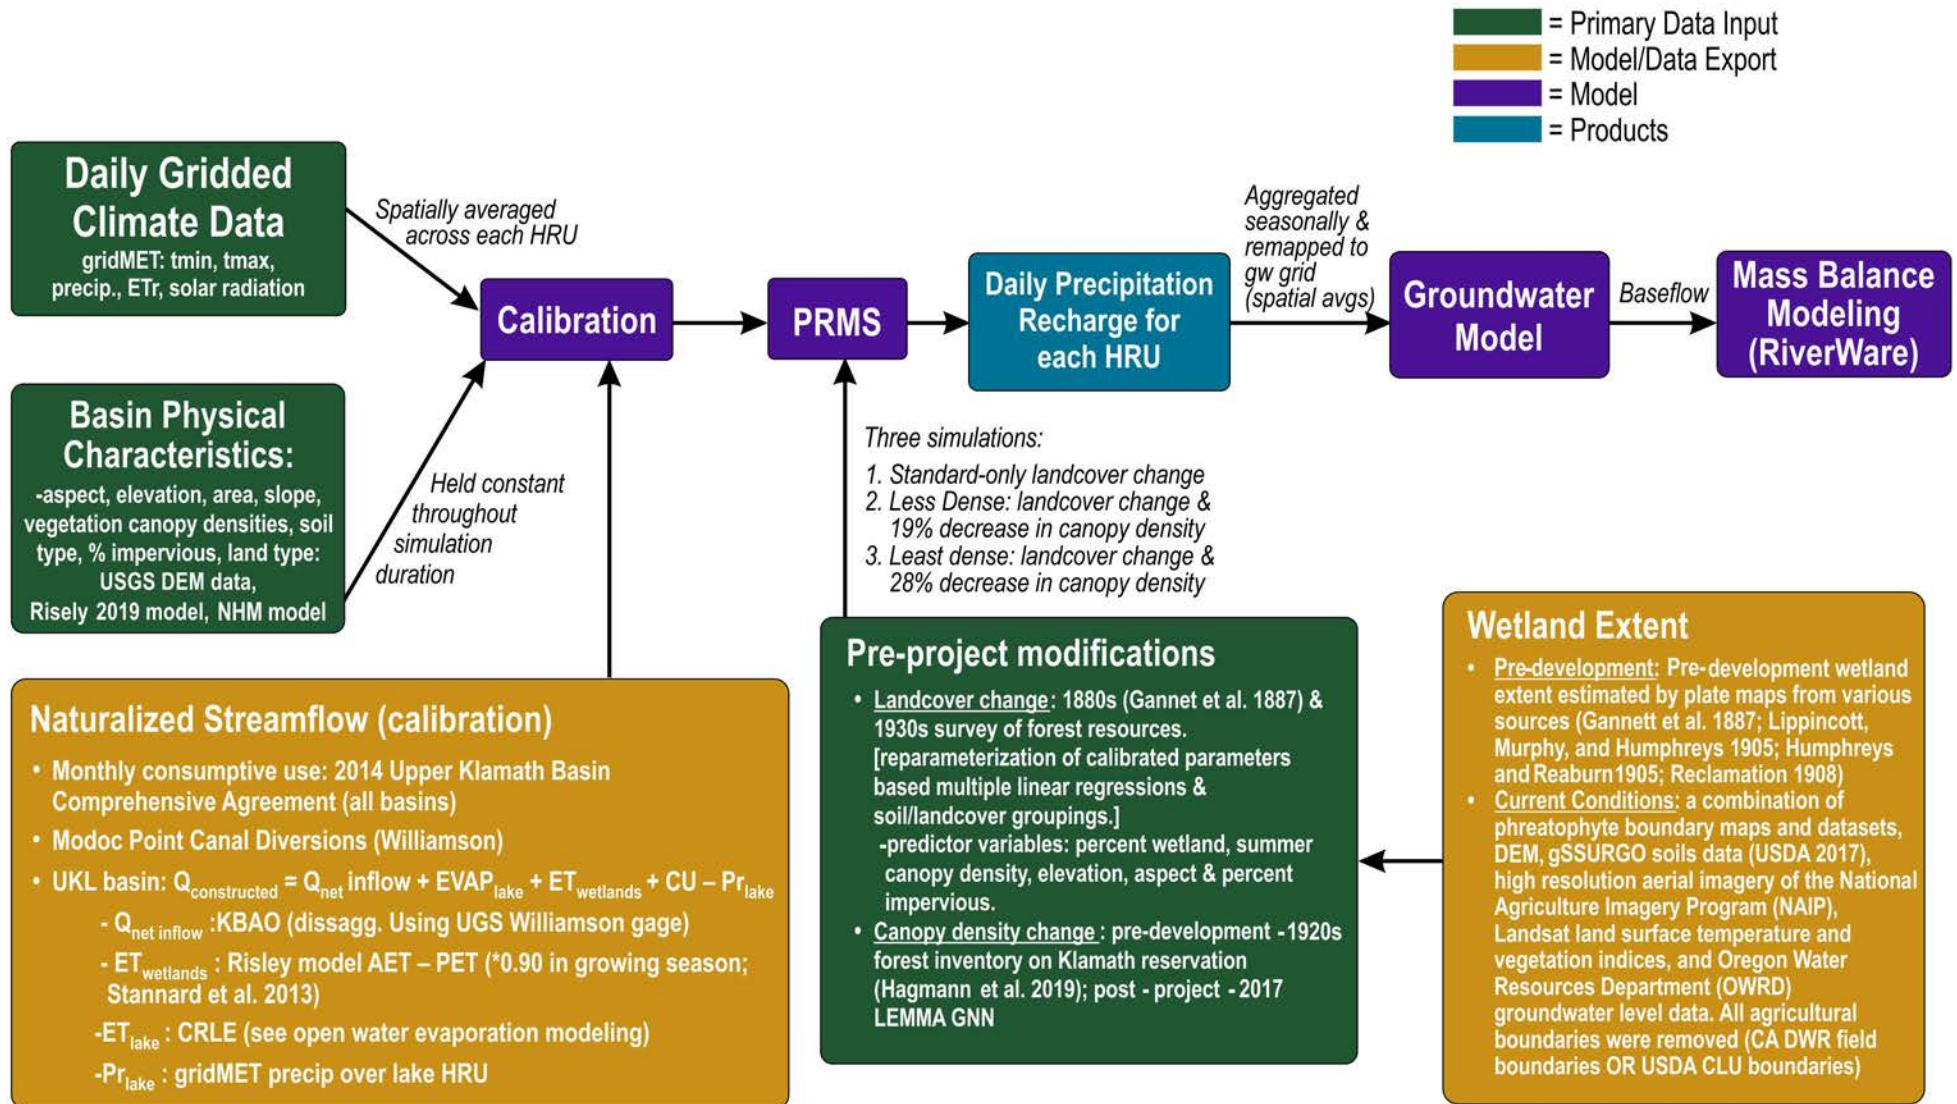 = Primary Data Input
= Model/Data Export
= Model
= Products
Daily Gridded
Climate Data
gridMET: tmin, tmax,
precip., ETr, solar radiation
Spatially averaged
across each HRU
Calibration
PRMS
Daily Precipitation
Recharge for
each HRU
Aggregated
seasonally &
remapped to
gw grid
(spatial avgs)
Groundwater
Model
Baseflow
Mass Balance
Modeling
(RiverWare)
Basin Physical
Characteristics:
-aspect, elevation, area, slope,
vegetation canopy densities, soil
type, % impervious, land type:
USGS DEM data,
Risely 2019 model, NHM model
Held constant
throughout
simulation
duration
Three simulations:
1. Standard-only landcover change
2. Less Dense: landcover change &
19% decrease in canopy density
3. Least dense: landcover change &
28% decrease in canopy density
Naturalized Streamflow (calibration)
• Monthly consumptive use: 2014 Upper Klamath Basin
Comprehensive Agreement (all basins)
• Modoc Point Canal Diversions (Williamson)
• UKL basin: Qconstructed = Qnet inflow + EVAPlake + ETwetlands + CU – Prlake
- Qnet inflow :KBAO (dissagg. Using UGS Williamson gage)
- ETwetlands : Risley model AET – PET (*0.90 in growing season;
Stannard et al. 2013)
-ETlake : CRLE (see open water evaporation modeling)
-Prlake : gridMET precip over lake HRU
Pre-project modifications
• Landcover change: 1880s (Gannet et al. 1887) &
1930s survey of forest resources.
[reparameterization of calibrated parameters
based multiple linear regressions &
soil/landcover groupings.]
-predictor variables: percent wetland, summer
canopy density, elevation, aspect & percent
impervious.
• Canopy density change : pre-development -1920s
forest inventory on Klamath reservation
(Hagmann et al. 2019); post - project - 2017
LEMMA GNN
Wetland Extent
• Pre-development: Pre-development wetland
extent estimated by plate maps from various
sources (Gannett et al. 1887; Lippincott,
Murphy, and Humphreys 1905; Humphreys
and Reaburn1905; Reclamation 1908)
• Current Conditions: a combination of
phreatophyte boundary maps and datasets,
DEM, gSSURGO soils data (USDA 2017),
high resolution aerial imagery of the National
Agriculture Imagery Program (NAIP),
Landsat land surface temperature and
vegetation indices, and Oregon Water
Resources Department (OWRD)
groundwater level data. All agricultural
boundaries were removed (CA DWR field
boundaries OR USDA CLU boundaries)